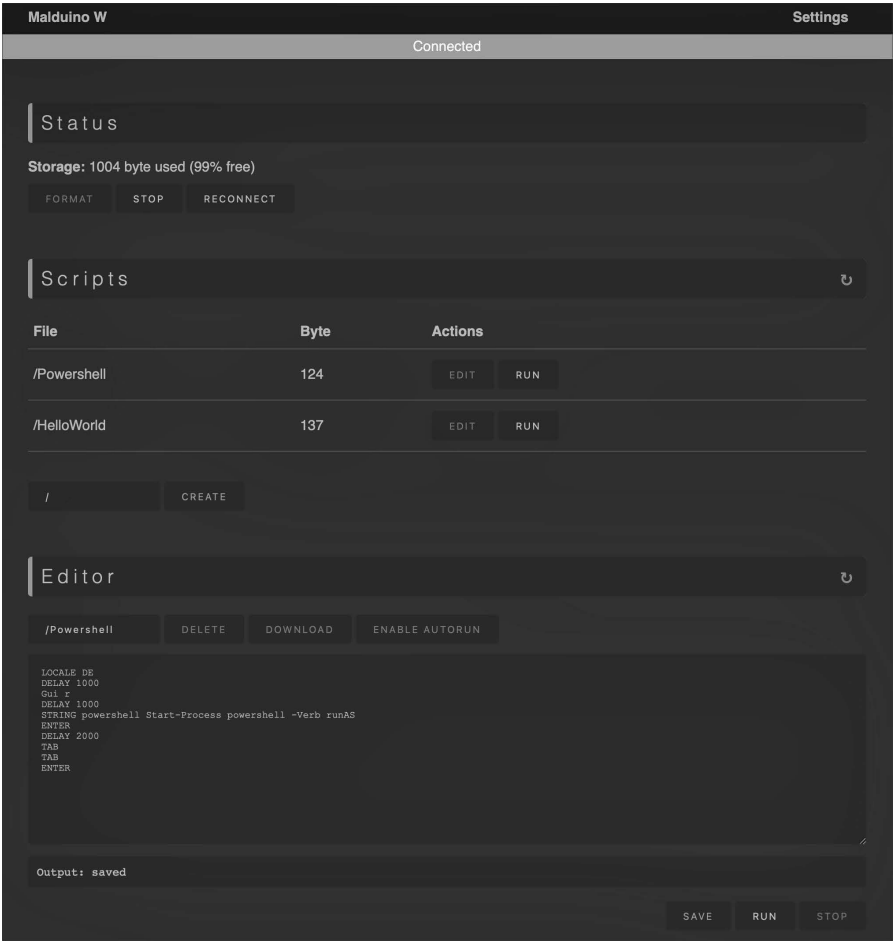 Malduino W Settings
Connected
Status
Storage: 1004 byte used (99% free)
FORMAT STOP RECONNECT
Scripts ↻
File Byte Actions
/Powershell 124 EDIT RUN
/HelloWorld 137 EDIT RUN
/ CREATE
Editor ↻
/Powershell DELETE DOWNLOAD ENABLE AUTORUN
LOCALE DE
DELAY 1000
Gui r
DELAY 1000
STRING powershell Start-Process powershell -Verb runAS
ENTER
DELAY 2000
TAB
TAB
ENTER
Output: saved
SAVE RUN STOP